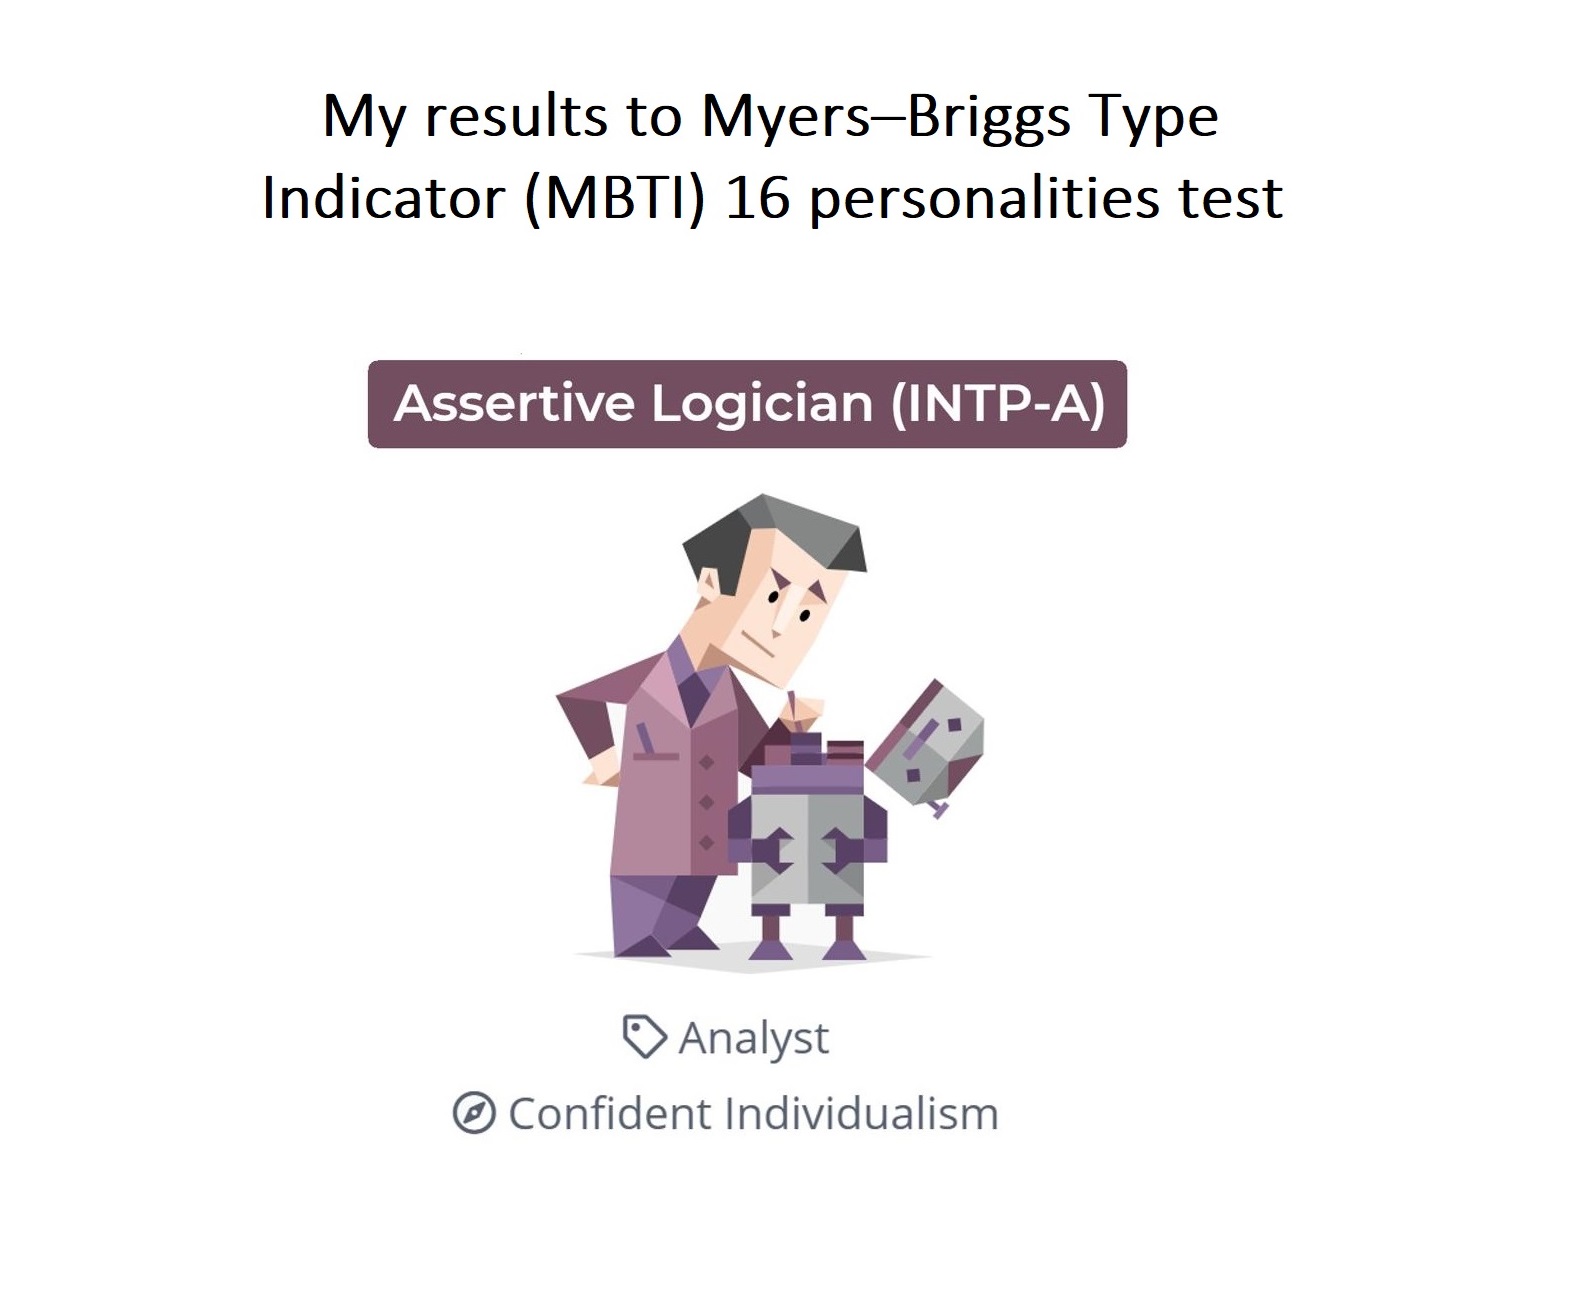 My results to Myers–Briggs Type
Indicator (MBTI) 16 personalities test
Assertive Logician (INTP-A)
Analyst
Confident Individualism